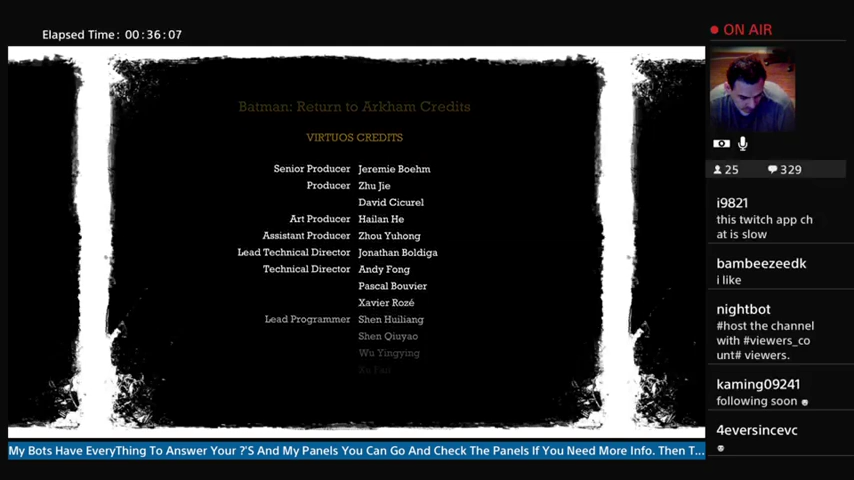 Elapsed Time: 00:36:07
ON AIR
Batman: Return to Arkham Credits
VIRTUOS CREDITS
Senior Producer Jeremie Boehm
Producer Zhu Jie
David Cicurel
Art Producer Hailan He
Assistant Producer Zhou Yuhong
Lead Technical Director Jonathan Boldiga
Technical Director Andy Fong
Pascal Bouvier
Xavier Rozé
Lead Programmer Shen Huiliang
Shen Qiuyao
Wu Yingying
Xu Fan
25 329
i9821
this twitch app ch
at is slow
bambeezeedk
i like
nightbot
#host the channel
with #viewers_co
unt# viewers.
kaming09241
following soon
4eversincevc
My Bots Have EveryThing To Answer Your ?'S And My Panels You Can Go And Check The Panels If You Need More Info. Then T...